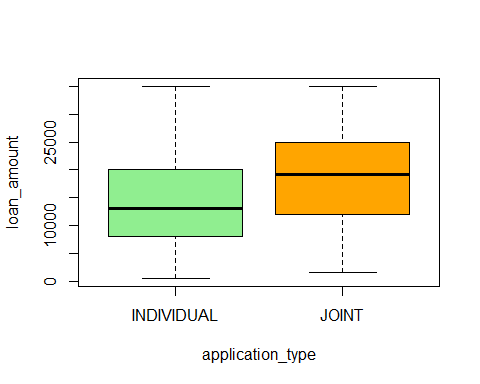 loan_amount
25000
10000
0
INDIVIDUAL
JOINT
application_type